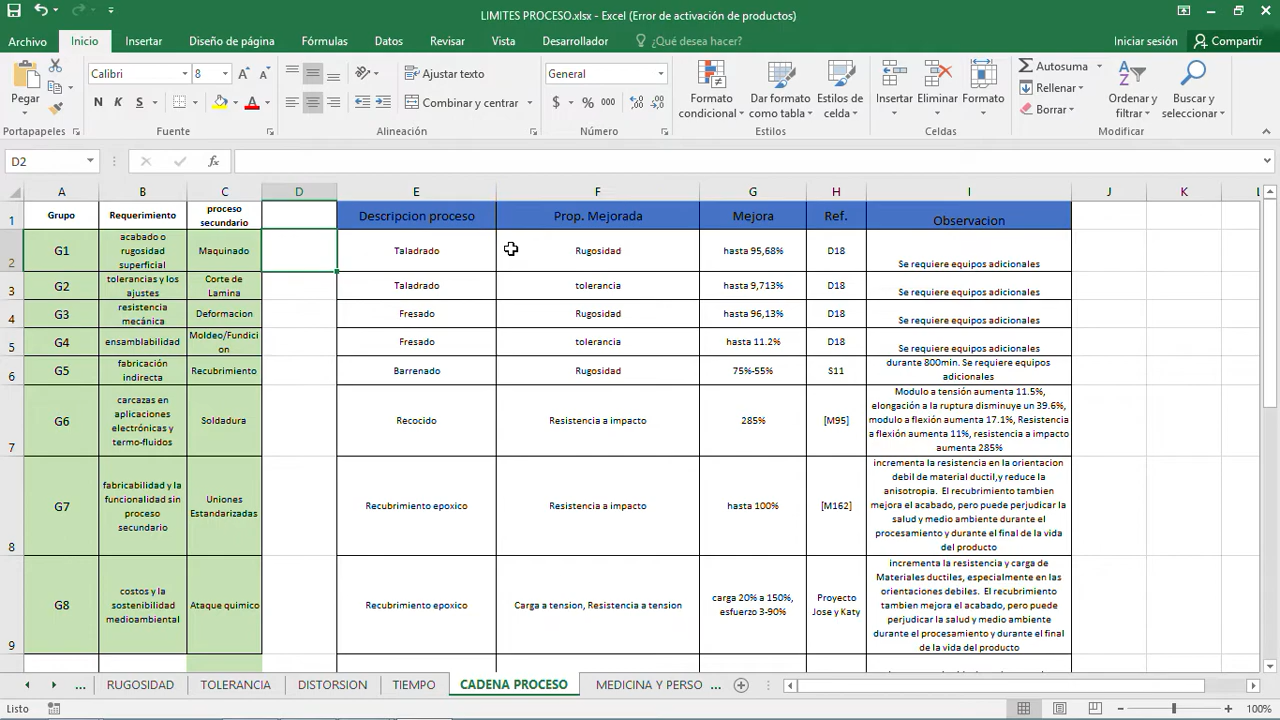 LIMITES PROCESO.xlsx - Excel (Error de activación de productos)
Archivo Inicio Insertar Diseño de página Fórmulas Datos Revisar Vista Desarrollador ¿Qué desea hacer? Iniciar sesión Compartir
Pegar
Calibri 8
N K S
Ajustar texto
Combinar y centrar
General
$ % 000
Formato condicional
Dar formato como tabla
Estilos de celda
Insertar Eliminar Formato
Autosuma
Rellenar
Borrar
Ordenar y filtrar
Buscar y seleccionar
Portapapeles Fuente Alineación Número Estilos Celdas Modificar
D2 fx
A B C D E F G H I J K L
1 Grupo Requerimiento proceso secundario Descripcion proceso Prop. Mejorada Mejora Ref. Observacion
2 G1 acabado o rugosidad superficial Maquinado Taladrado Rugosidad hasta 95,68% D18 Se requiere equipos adicionales
3 G2 tolerancias y los ajustes Corte de Lamina Taladrado tolerancia hasta 9,713% D18 Se requiere equipos adicionales
4 G3 resistencia mecánica Deformacion Fresado Rugosidad hasta 96,13% D18 Se requiere equipos adicionales
5 G4 ensamblabilidad Moldeo/Fundicion Fresado tolerancia hasta 11.2% D18 Se requiere equipos adicionales
6 G5 fabricación indirecta Recubrimiento Barrenado Rugosidad 75%-55% S11 durante 800min. Se requiere equipos adicionales
7 G6 carcazas en aplicaciones electrónicas y termo-fluidos Soldadura Recocido Resistencia a impacto 285% [M95] Modulo a tensión aumenta 11.5%, elongación a la ruptura disminuye un 39.6%, modulo a flexión aumenta 17.1%, Resistencia a flexión aumenta 11%, resistencia a impacto aumenta 285%
8 G7 fabricabilidad y la funcionalidad sin proceso secundario Uniones Estandarizadas Recubrimiento epoxico Resistencia a impacto hasta 100% [M162] incrementa la resistencia en la orientacion debil de material ductil,y reduce la anisotropia. El recubrimiento tambien mejora el acabado, pero puede perjudicar la salud y medio ambiente durante el procesamiento y durante el final de la vida del producto
9 G8 costos y la sostenibilidad medioambiental Ataque quimico Recubrimiento epoxico Carga a tension, Resistencia a tension carga 20% a 150%, esfuerzo 3-90% Proyecto Jose y Katy incrementa la resistencia y carga de Materiales ductiles, especialmente en las orientaciones debiles. El recubrimiento tambien mejora el acabado, pero puede perjudicar la salud y medio ambiente durante el procesamiento y durante el final de la vida del producto
... RUGOSIDAD TOLERANCIA DISTORSION TIEMPO CADENA PROCESO MEDICINA Y PERSO ...
Listo 100%